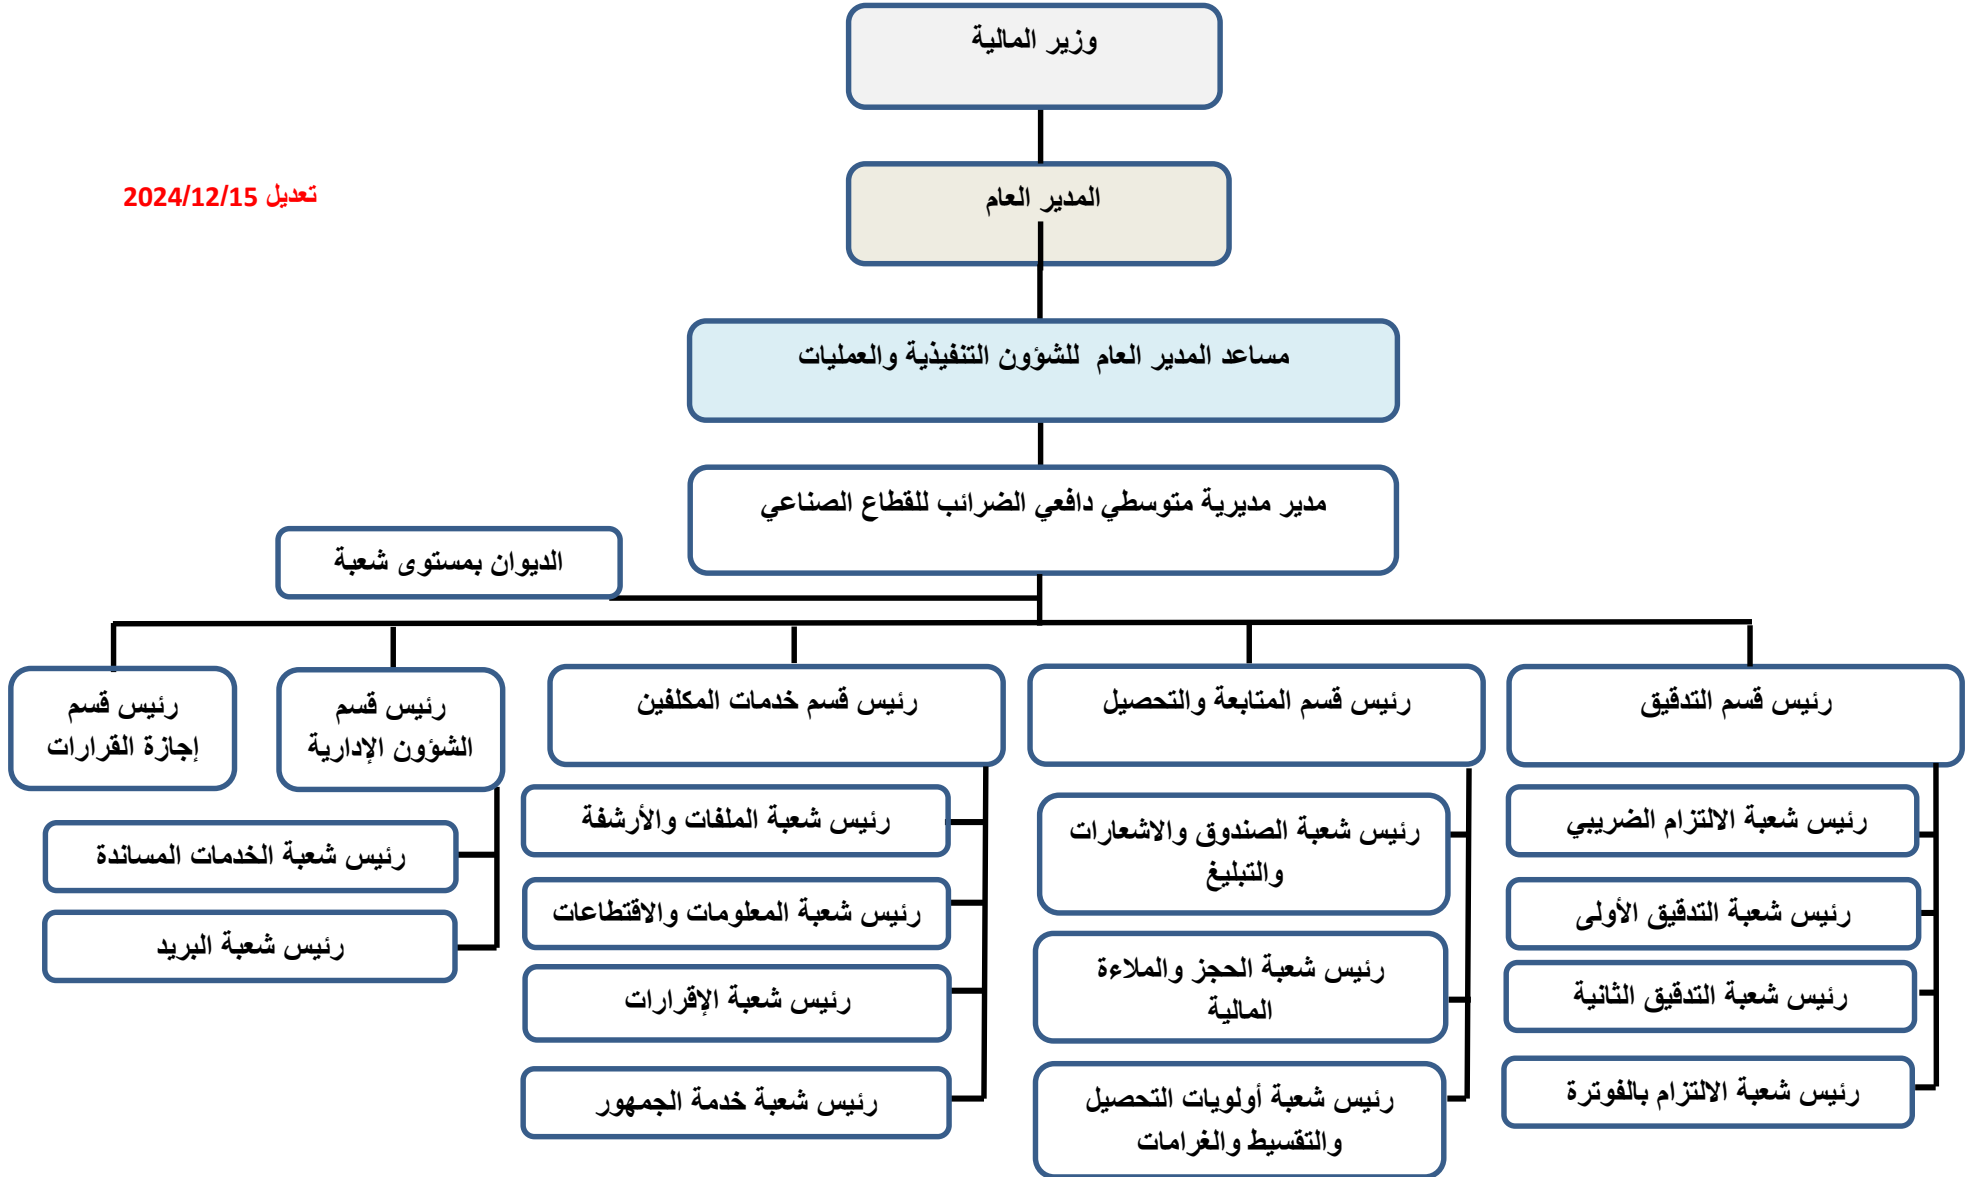 وزير المالية
المدير العام
تعديل 2024/12/15
مساعد المدير العام للشؤون التنفيذية والعمليات
مدير مديرية متوسطي دافعي الضرائب للقطاع الصناعي
الديوان بمستوى شعبة
رئيس قسم التدقيق
رئيس شعبة الالتزام الضريبي
رئيس شعبة التدقيق الأولى
رئيس شعبة التدقيق الثانية
رئيس شعبة الالتزام بالفوترة
رئيس قسم المتابعة والتحصيل
رئيس شعبة الصندوق والاشعارات
والتبليغ
رئيس شعبة الحجز والملاءة
المالية
رئيس شعبة أولويات التحصيل
والتقسيط والغرامات
رئيس قسم خدمات المكلفين
رئيس شعبة الملفات والأرشفة
رئيس شعبة المعلومات والاقتطاعات
رئيس شعبة الإقرارات
رئيس شعبة خدمة الجمهور
رئيس قسم
الشؤون الإدارية
رئيس شعبة الخدمات المساندة
رئيس شعبة البريد
رئيس قسم
إجازة القرارات